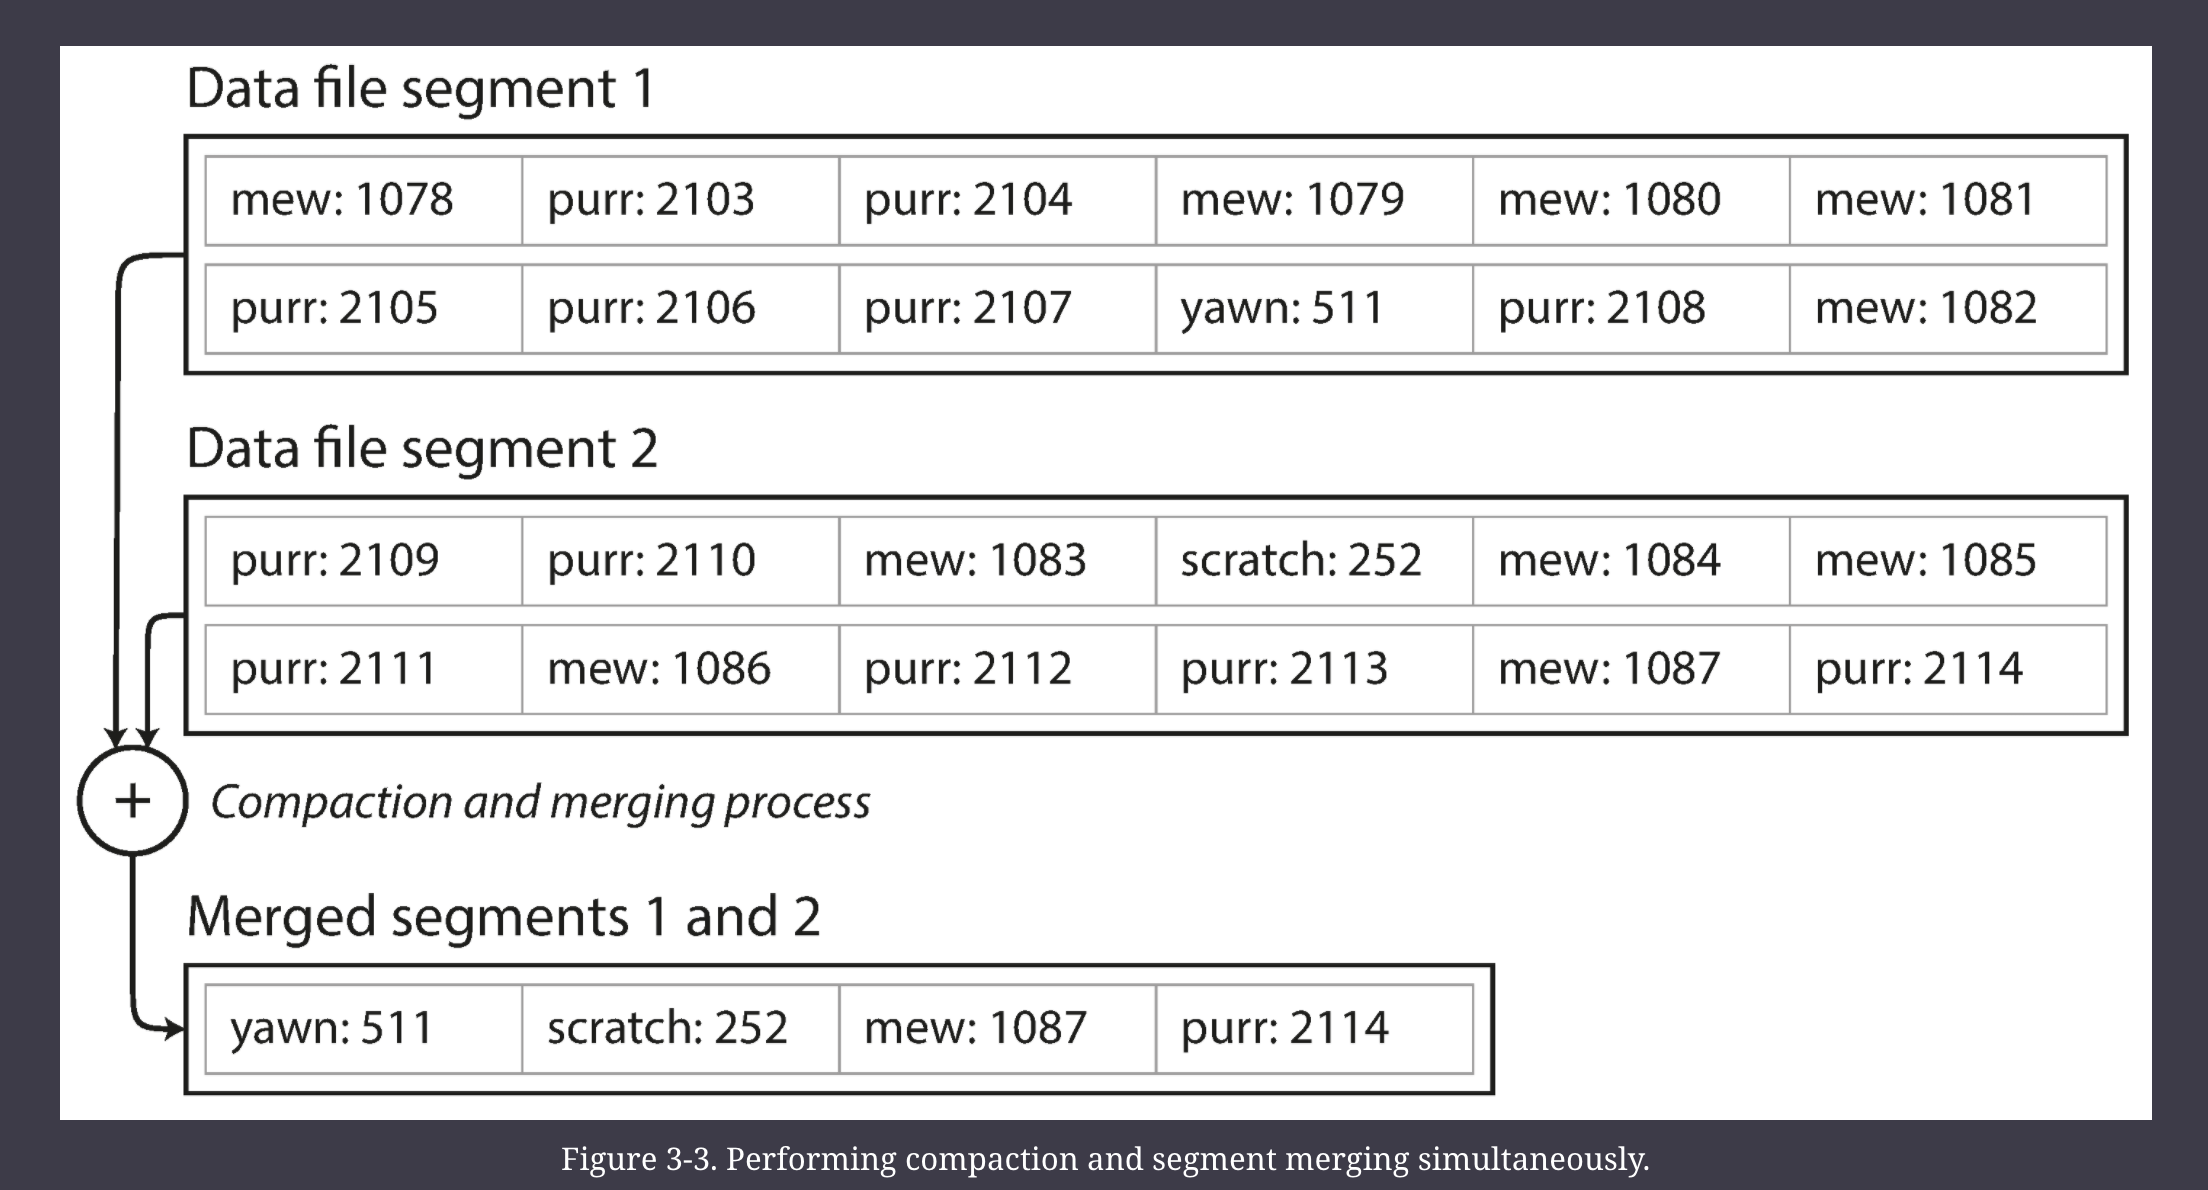 Data file segment 1
mew: 1078 purr: 2103 purr: 2104 mew: 1079 mew: 1080 mew: 1081
purr: 2105 purr: 2106 purr: 2107 yawn: 511 purr: 2108 mew: 1082
Data file segment 2
purr: 2109 purr: 2110 mew: 1083 scratch: 252 mew: 1084 mew: 1085
purr: 2111 mew: 1086 purr: 2112 purr: 2113 mew: 1087 purr: 2114
+ Compaction and merging process
Merged segments 1 and 2
yawn: 511 scratch: 252 mew: 1087 purr: 2114
Figure 3-3. Performing compaction and segment merging simultaneously.